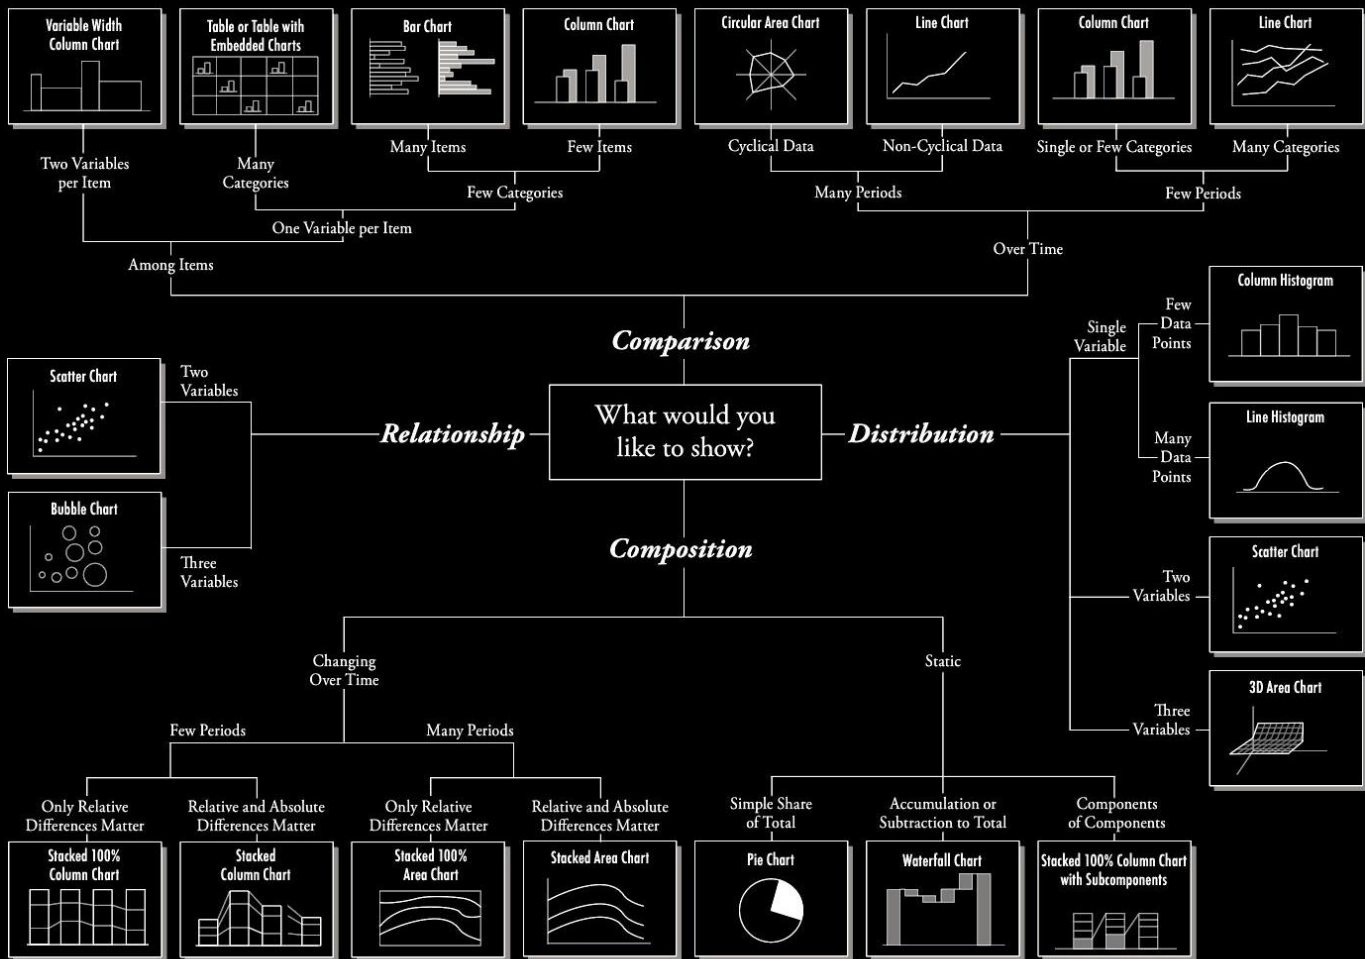 Variable Width
Column Chart
Table or Table with
Embedded Charts
Bar Chart
Column Chart
Circular Area Chart
Line Chart
Column Chart
Line Chart
Two Variables
per Item
Many
Categories
Many Items
Few Items
Cyclical Data
Non-Cyclical Data
Single or Few Categories
Many Categories
Few Categories
Many Periods
Few Periods
One Variable per Item
Over Time
Among Items
Comparison
Single
Variable
Few
Data
Points
Column Histogram
Scatter Chart
Two
Variables
Relationship
What would you
like to show?
Distribution
Many
Data
Points
Line Histogram
Bubble Chart
Three
Variables
Composition
Two
Variables
Scatter Chart
Three
Variables
3D Area Chart
Changing
Over Time
Static
Few Periods
Many Periods
Only Relative
Differences Matter
Relative and Absolute
Differences Matter
Only Relative
Differences Matter
Relative and Absolute
Differences Matter
Simple Share
of Total
Accumulation or
Subtraction to Total
Components
of Components
Stacked 100%
Column Chart
Stacked
Column Chart
Stacked 100%
Area Chart
Stacked Area Chart
Pie Chart
Waterfall Chart
Stacked 100% Column Chart
with Subcomponents